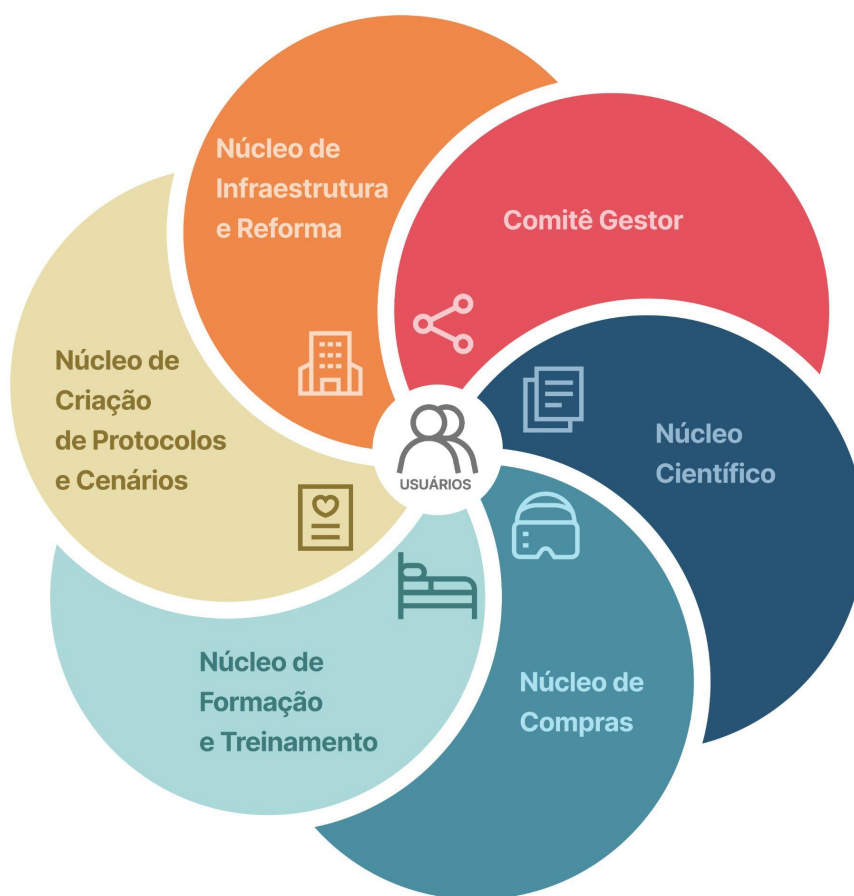 Núcleo de
Infraestrutura
e Reforma
Comitê Gestor
Núcleo
Científico
Núcleo de
Compras
Núcleo de
Formação
e Treinamento
Núcleo de
Criação
de Protocolos
e Cenários
USUÁRIOS